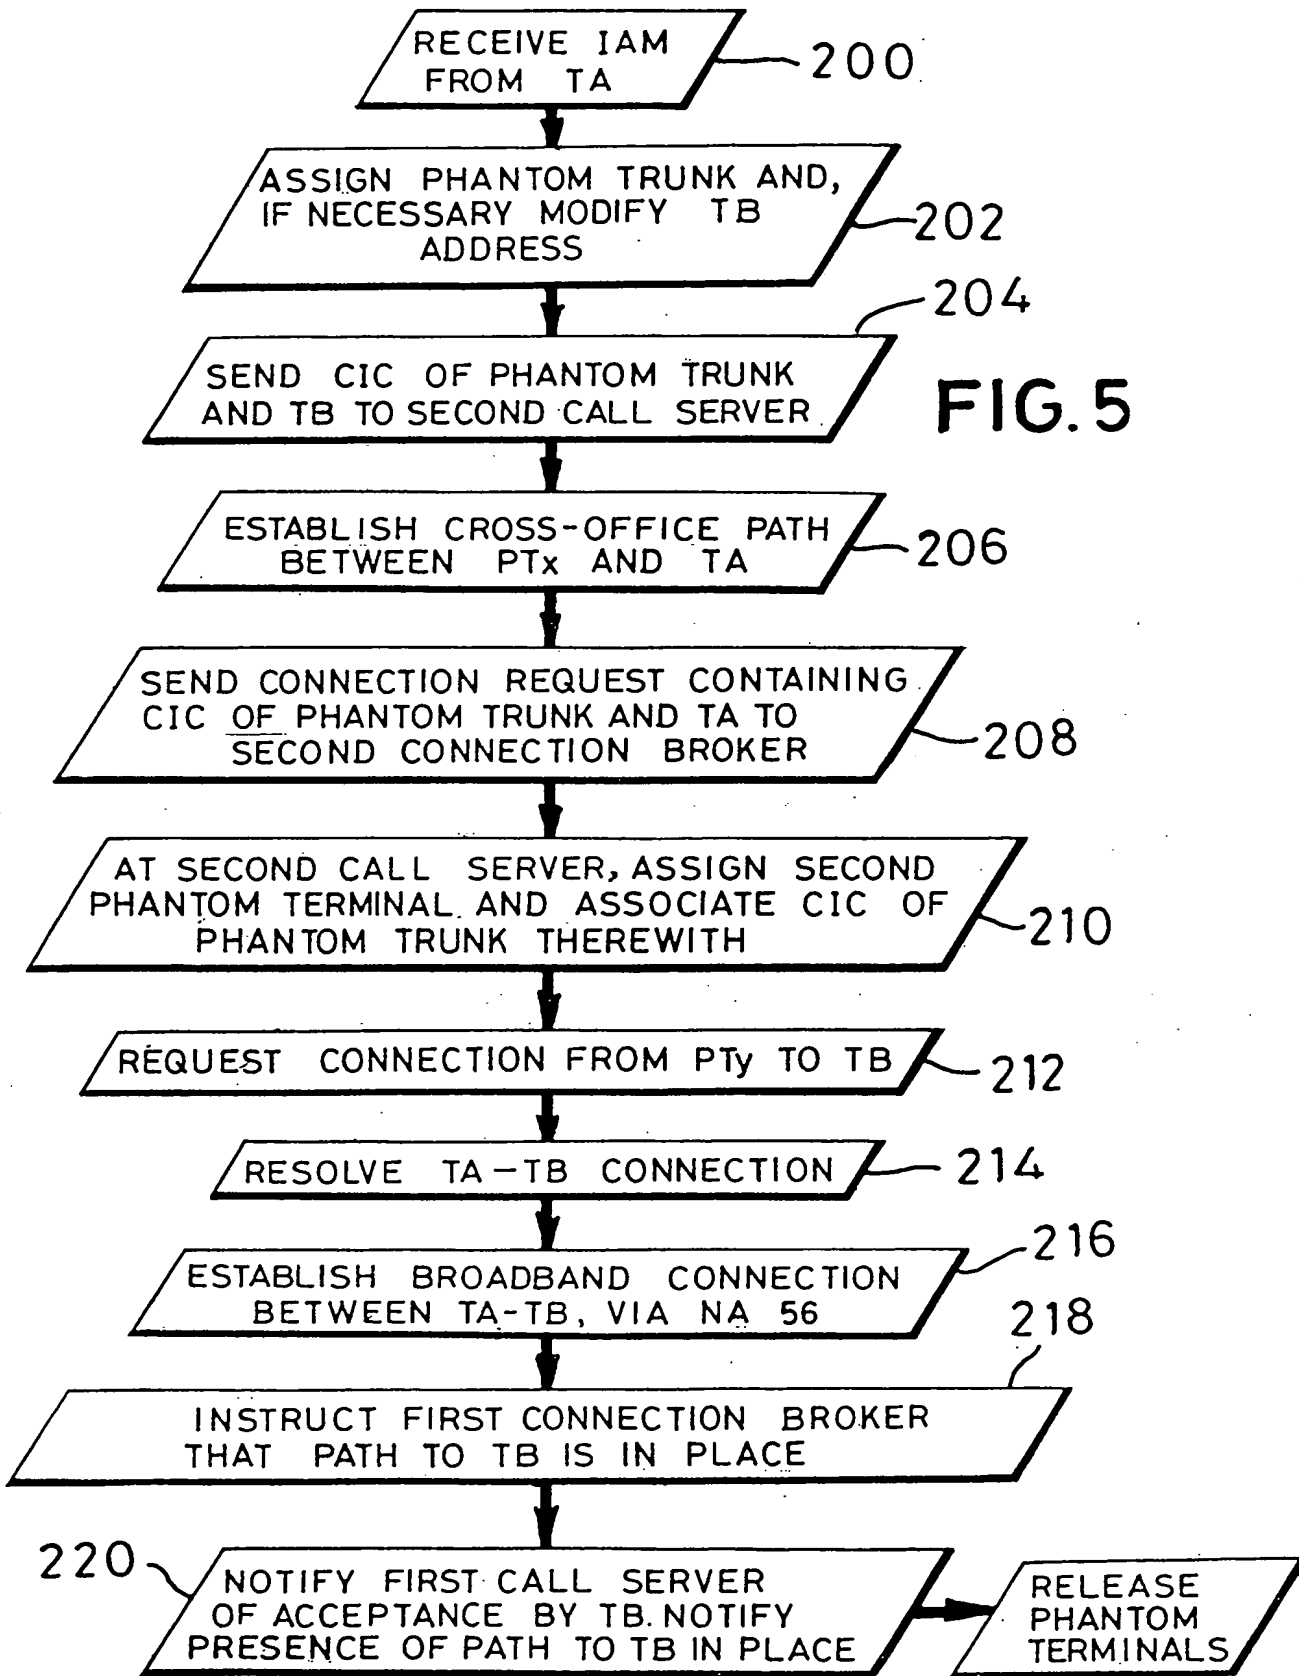 RECEIVE IAM
FROM TA
200
ASSIGN PHANTOM TRUNK AND,
IF NECESSARY MODIFY TB
ADDRESS
202
204
SEND CIC OF PHANTOM TRUNK
AND TB TO SECOND CALL SERVER
FIG. 5
ESTABLISH CROSS-OFFICE PATH
BETWEEN PTx AND TA
206
SEND CONNECTION REQUEST CONTAINING
CIC OF PHANTOM TRUNK AND TA TO
SECOND CONNECTION BROKER
208
AT SECOND CALL SERVER, ASSIGN SECOND
PHANTOM TERMINAL AND ASSOCIATE CIC OF
PHANTOM TRUNK THEREWITH
210
REQUEST CONNECTION FROM PTy TO TB
212
RESOLVE TA-TB CONNECTION
214
216
ESTABLISH BROADBAND CONNECTION
BETWEEN TA-TB, VIA NA 56
218
INSTRUCT FIRST CONNECTION BROKER
THAT PATH TO TB IS IN PLACE
220
NOTIFY FIRST CALL SERVER
OF ACCEPTANCE BY TB. NOTIFY
PRESENCE OF PATH TO TB IN PLACE
RELEASE
PHANTOM
TERMINALS